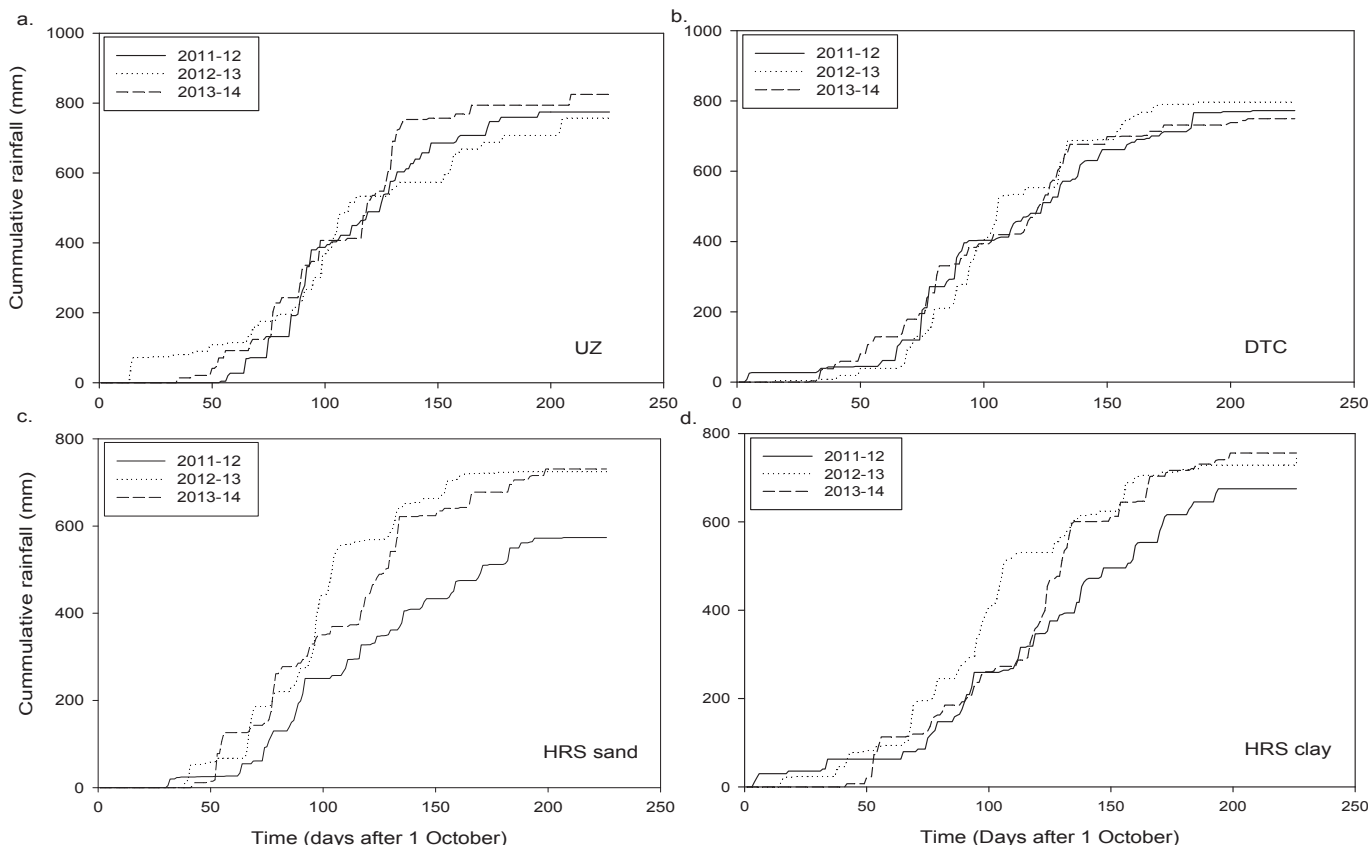 a.
Cummulative rainfall (mm)
1000
800
600
400
200
0
2011-12
2012-13
2013-14
UZ
0 50 100 150 200 250
b.
1000
800
600
400
200
0
2011-12
2012-13
2013-14
DTC
0 50 100 150 200 250
c.
Cummulative rainfall (mm)
800
600
400
200
0
2011-12
2012-13
2013-14
HRS sand
0 50 100 150 200 250
Time (days after 1 October)
d.
800
600
400
200
0
2011-12
2012-13
2013-14
HRS clay
0 50 100 150 200 250
Time (Days after 1 October)